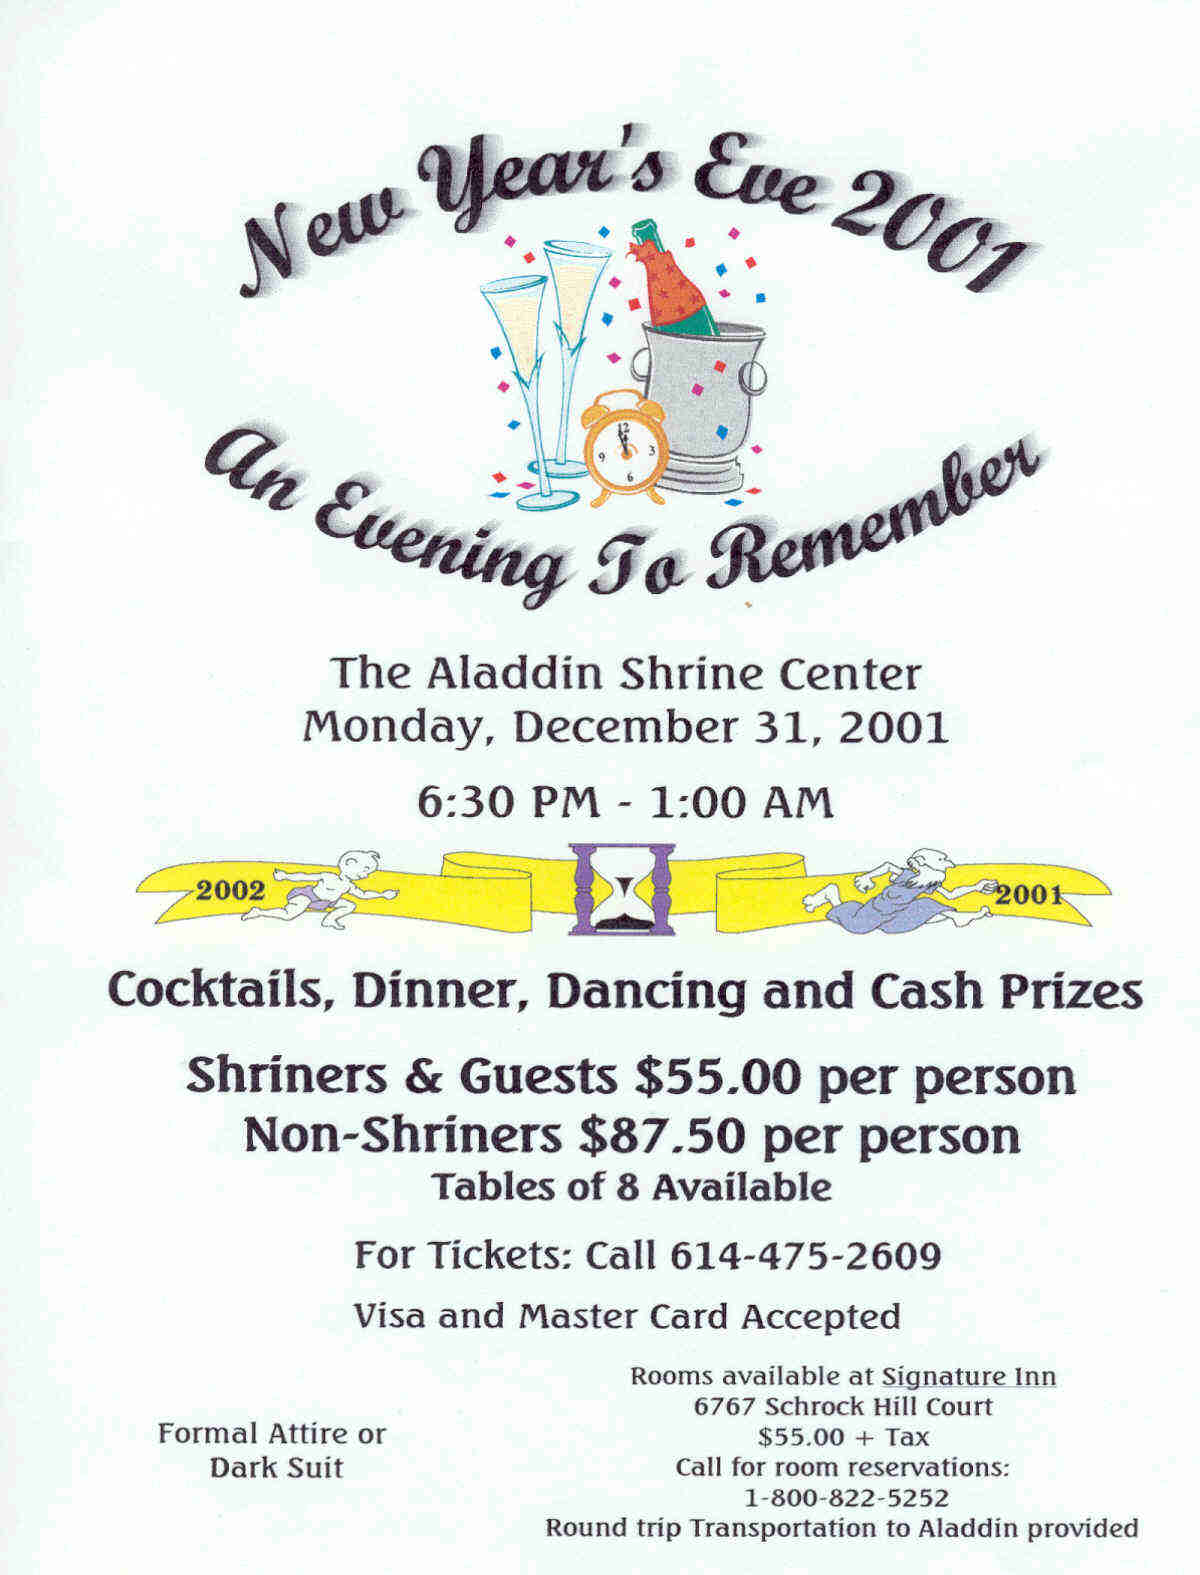 New Year's Eve 2001
12
9 3
6
An Evening To Remember
The Aladdin Shrine Center
Monday, December 31, 2001
6:30 PM - 1:00 AM
2002 2001
Cocktails, Dinner, Dancing and Cash Prizes
Shriners & Guests $55.00 per person
Non-Shriners $87.50 per person
Tables of 8 Available
For Tickets: Call 614-475-2609
Visa and Master Card Accepted
Formal Attire or
Dark Suit
Rooms available at Signature Inn
6767 Schrock Hill Court
$55.00 + Tax
Call for room reservations:
1-800-822-5252
Round trip Transportation to Aladdin provided